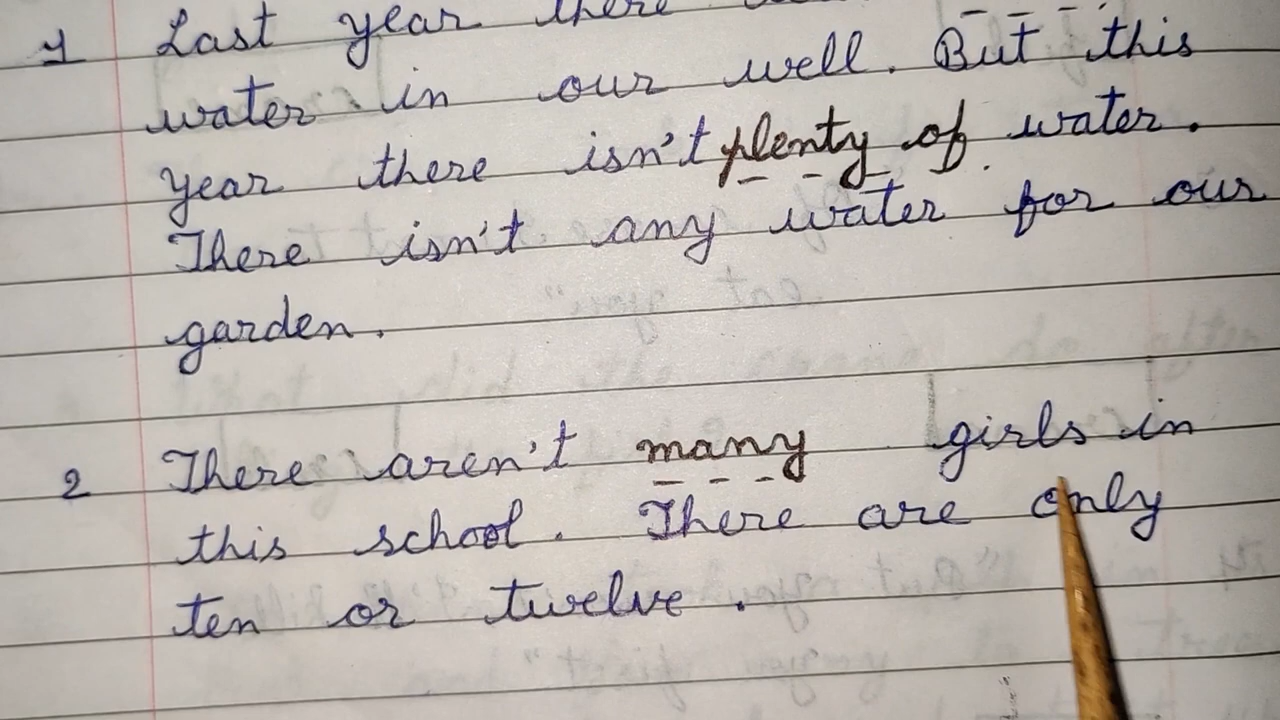 1 Last year there
water in our well. But this
year there isn't plenty of water.
There isn't any water for our
garden.
2 There aren't many girls in
this school. There are only
ten or twelve.